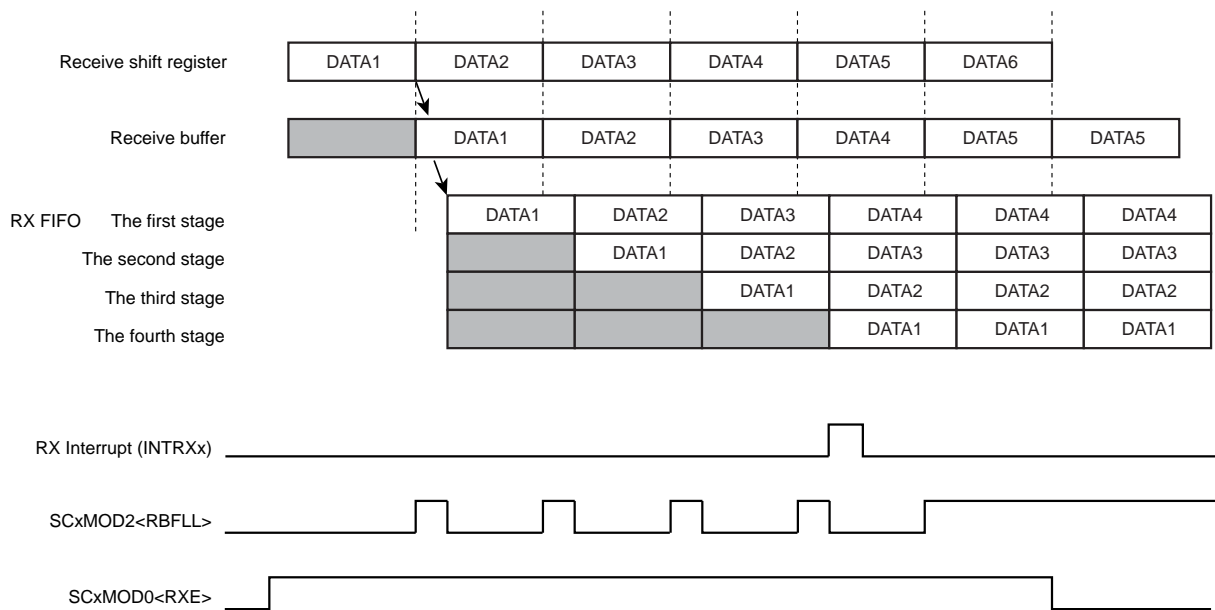 Receive shift register DATA1 DATA2 DATA3 DATA4 DATA5 DATA6
Receive buffer DATA1 DATA2 DATA3 DATA4 DATA5 DATA5
RX FIFO The first stage DATA1 DATA2 DATA3 DATA4 DATA4 DATA4
The second stage DATA1 DATA2 DATA3 DATA3 DATA3
The third stage DATA1 DATA2 DATA2 DATA2
The fourth stage DATA1 DATA1 DATA1
RX Interrupt (INTRXx)
SCxMOD2<RBFLL>
SCxMOD0<RXE>